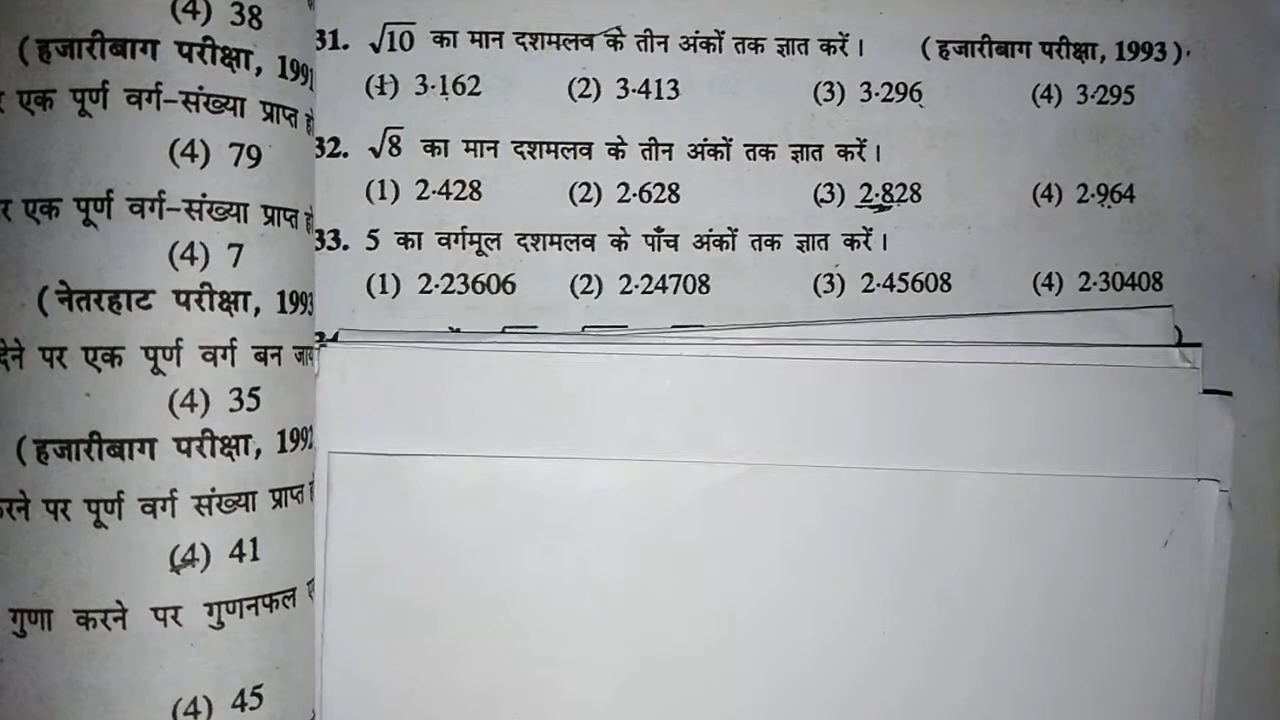 (4) 38
(हजारीबाग परीक्षा, 1991
एक पूर्ण वर्ग-संख्या प्राप्त हो
(4) 79
र एक पूर्ण वर्ग-संख्या प्राप्त हो
(4) 7
(नेतरहाट परीक्षा, 1993
देने पर एक पूर्ण वर्ग बन जाय
(4) 35
(हजारीबाग परीक्षा, 1992
करने पर पूर्ण वर्ग संख्या प्राप्त
(4) 41
गुणा करने पर गुणनफल
(4) 45
31. √10 का मान दशमलव के तीन अंकों तक ज्ञात करें। (हजारीबाग परीक्षा, 1993)
(1) 3·162 (2) 3·413 (3) 3·296 (4) 3·295
32. √8 का मान दशमलव के तीन अंकों तक ज्ञात करें।
(1) 2·428 (2) 2·628 (3) 2·828 (4) 2·964
33. 5 का वर्गमूल दशमलव के पाँच अंकों तक ज्ञात करें।
(1) 2·23606 (2) 2·24708 (3) 2·45608 (4) 2·30408